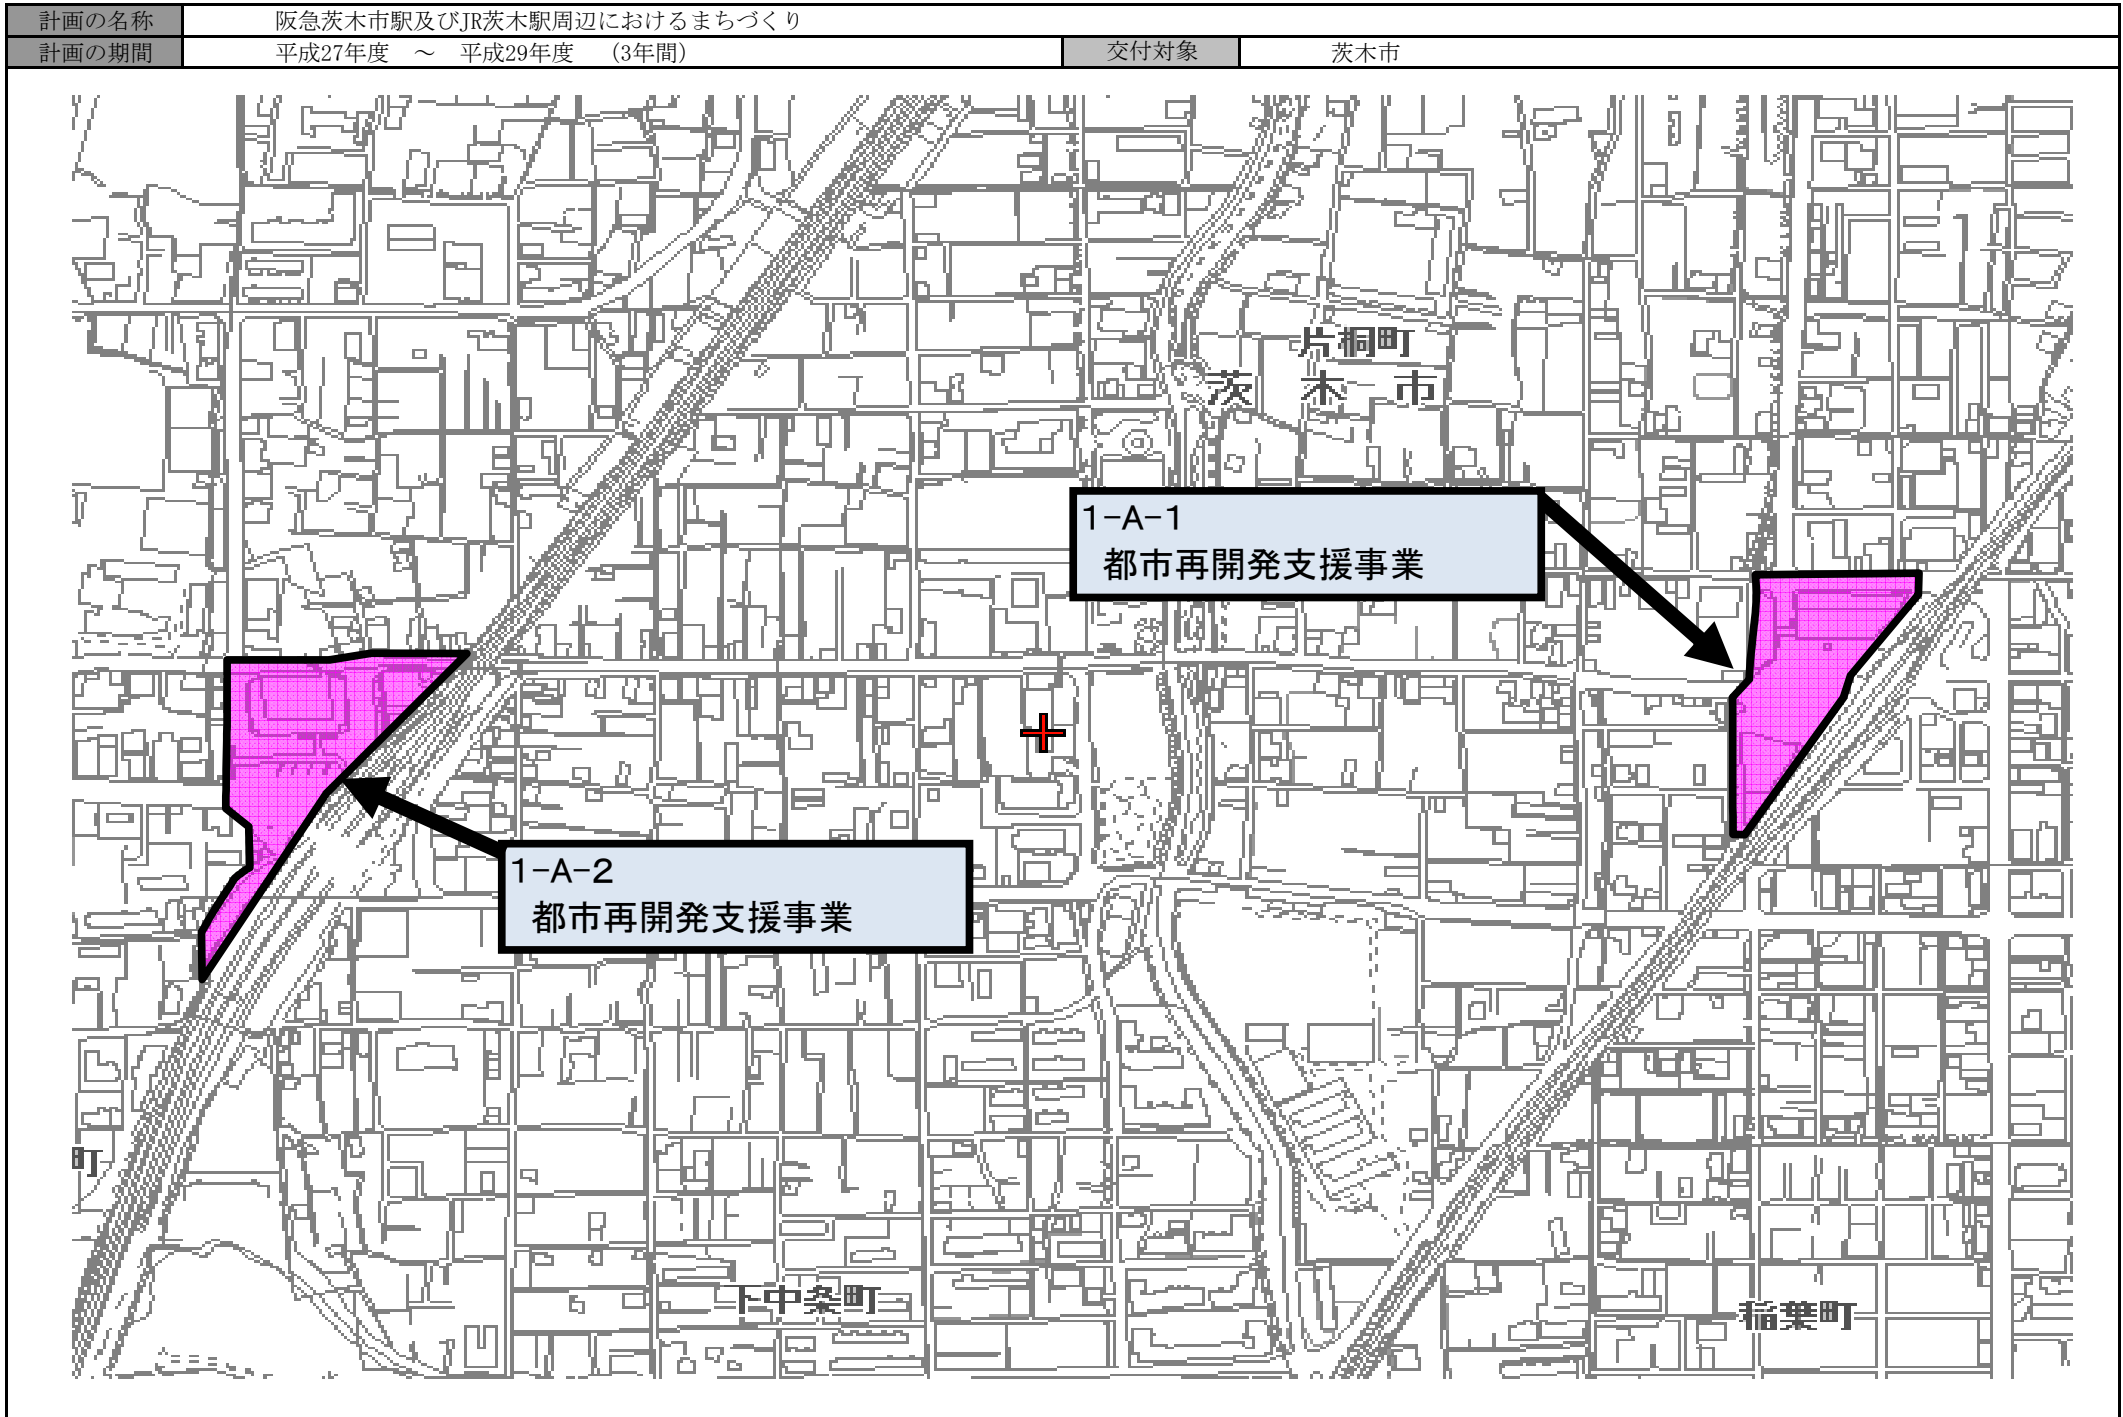 計画の名称 阪急茨木市駅及びJR茨木駅周辺におけるまちづくり
計画の期間 平成27年度 ～ 平成29年度 (3年間) 交付対象 茨木市
片桐町
茨 木 市
1-A-1
都市再開発支援事業
1-A-2
都市再開発支援事業
町
下中条町
稲葉町